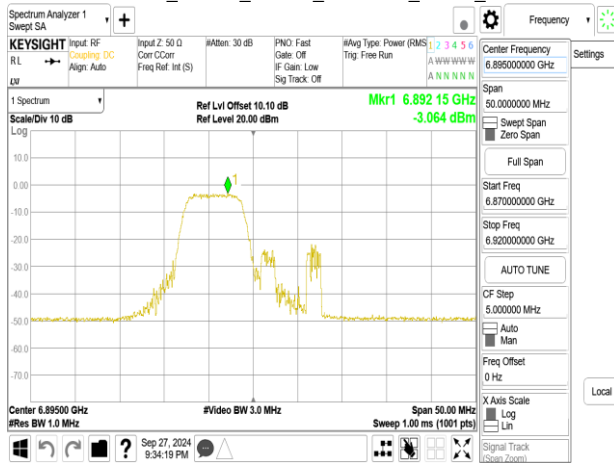 Spectrum Analyzer 1
Swept SA
+
Frequency
KEYSIGHT
RL
Input: RF
Coupling: DC
Align: Auto
Input Z: 50 Ω
Corr CCorr
Freq Ref: Int (S)
#Atten: 30 dB
PNO: Fast
Gate: Off
IF Gain: Low
Sig Track: Off
#Avg Type: Power (RMS
Trig: Free Run
1 2 3 4 5 6
A W W W W W
A N N N N N
LXI
Center Frequency
6.895000000 GHz
Settings
Span
50.0000000 MHz
Swept Span
Zero Span
Full Span
Start Freq
6.870000000 GHz
Stop Freq
6.920000000 GHz
AUTO TUNE
CF Step
5.000000 MHz
Auto
Man
Freq Offset
0 Hz
X Axis Scale
Log
Lin
Local
Signal Track
(Span Zoom)
1 Spectrum
Scale/Div 10 dB
Ref Lvl Offset 10.10 dB
Ref Level 20.00 dBm
Mkr1 6.892 15 GHz
-3.064 dBm
Log
10.0
0.00
-10.0
-20.0
-30.0
-40.0
-50.0
-60.0
-70.0
1
Center 6.89500 GHz
#Res BW 1.0 MHz
#Video BW 3.0 MHz
Span 50.00 MHz
Sweep 1.00 ms (1001 pts)
?
Sep 27, 2024
9:34:19 PM